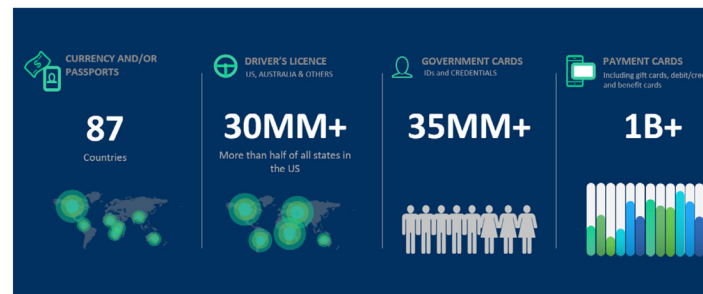 CURRENCY AND/OR
PASSPORTS
87
Countries
DRIVER'S LICENCE
US, AUSTRALIA & OTHERS
30MM+
More than half of all states in
the US
GOVERNMENT CARDS
IDs and CREDENTIALS
35MM+
PAYMENT CARDS
Including gift cards, debit/cre
and benefit cards
1B+